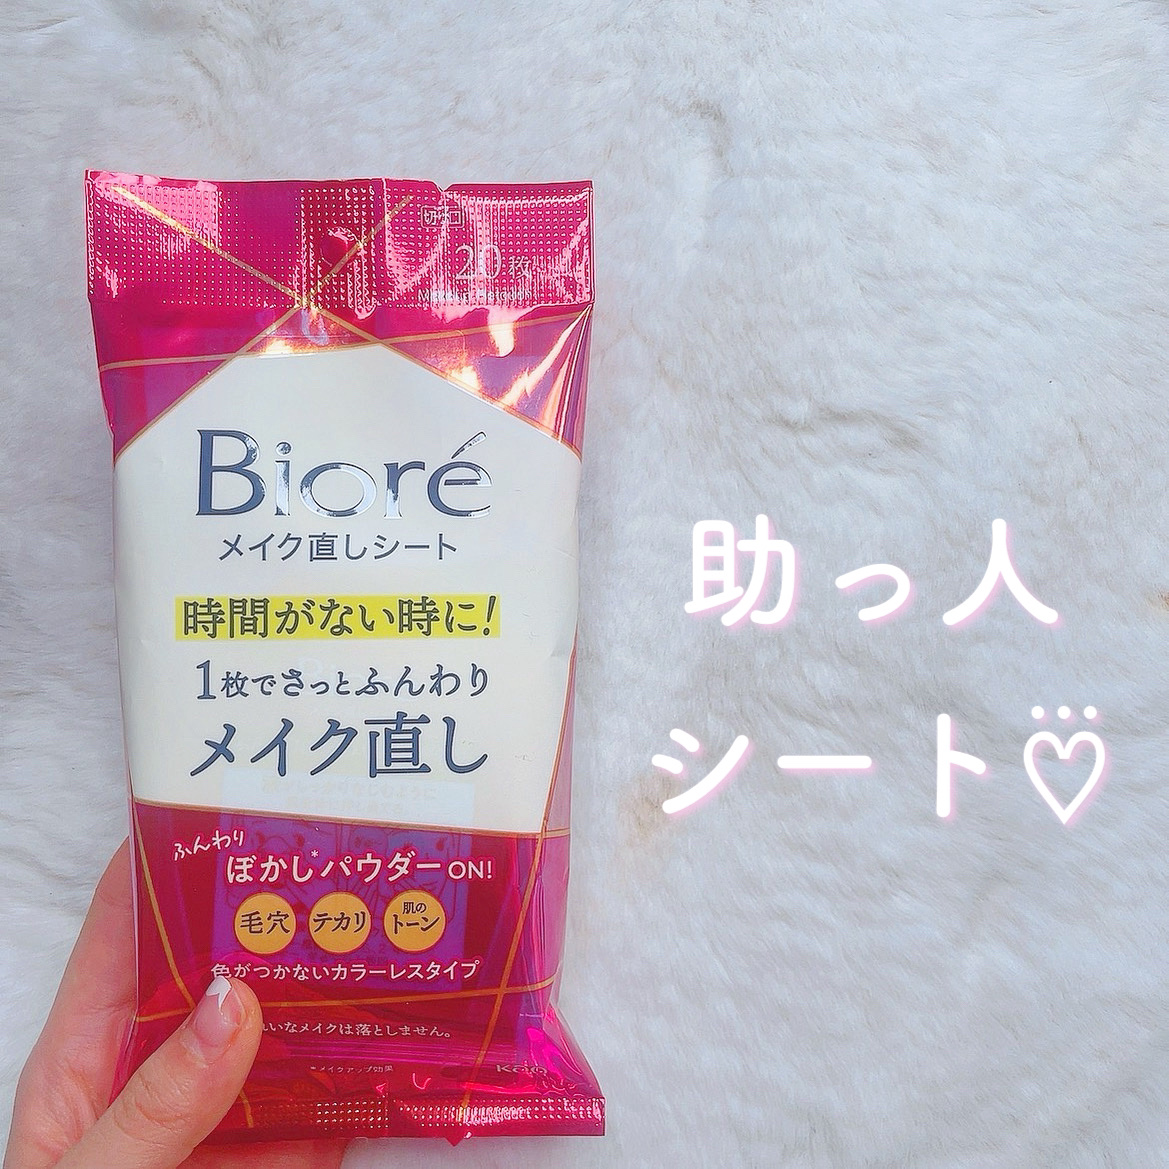 切り口
20枚
Bioré
メイク直しシート
時間がない時に!
1枚でさっとふんわり
メイク直し
ふんわり
ぼかし*パウダーON!
毛穴
テカリ
肌の
トーン
色がつかないカラーレスタイプ
いなメイクは落としません。
*メイクアップ効果
Kao
助っ人
シート♡